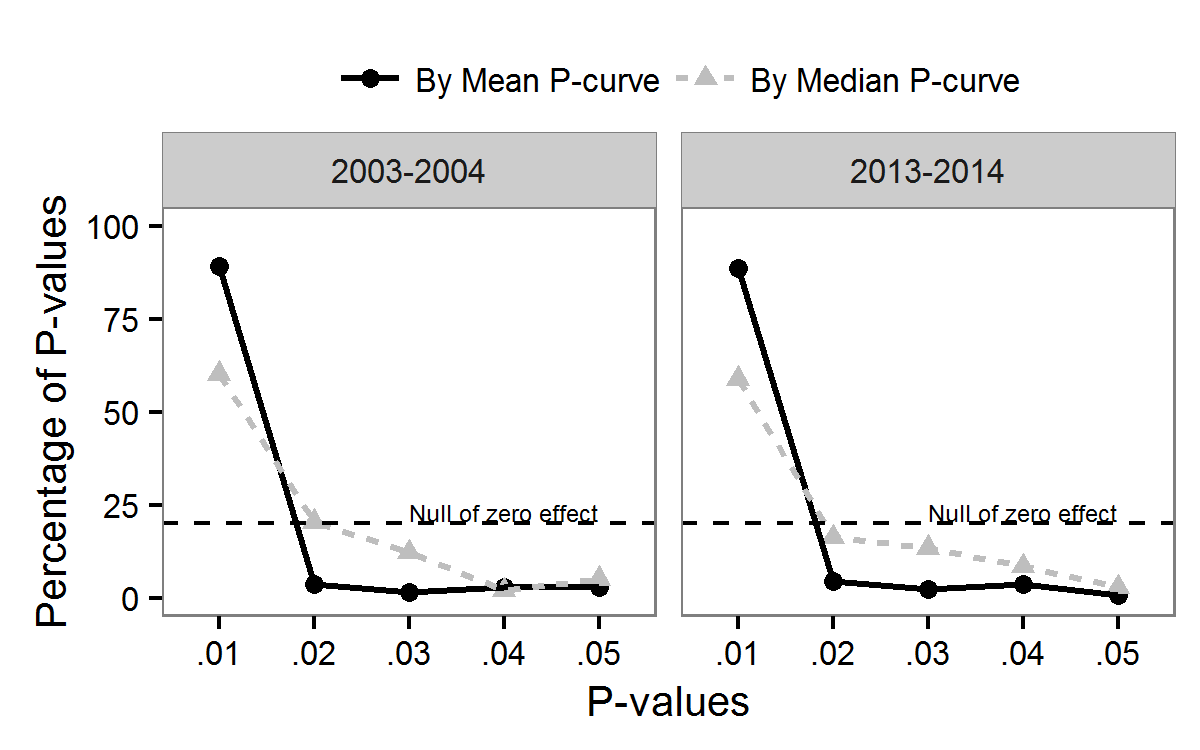 By Mean P-curve By Median P-curve
2003-2004 2013-2014
Percentage of P-values
100
75
50
25
0
Null of zero effect Null of zero effect
.01 .02 .03 .04 .05 .01 .02 .03 .04 .05
P-values